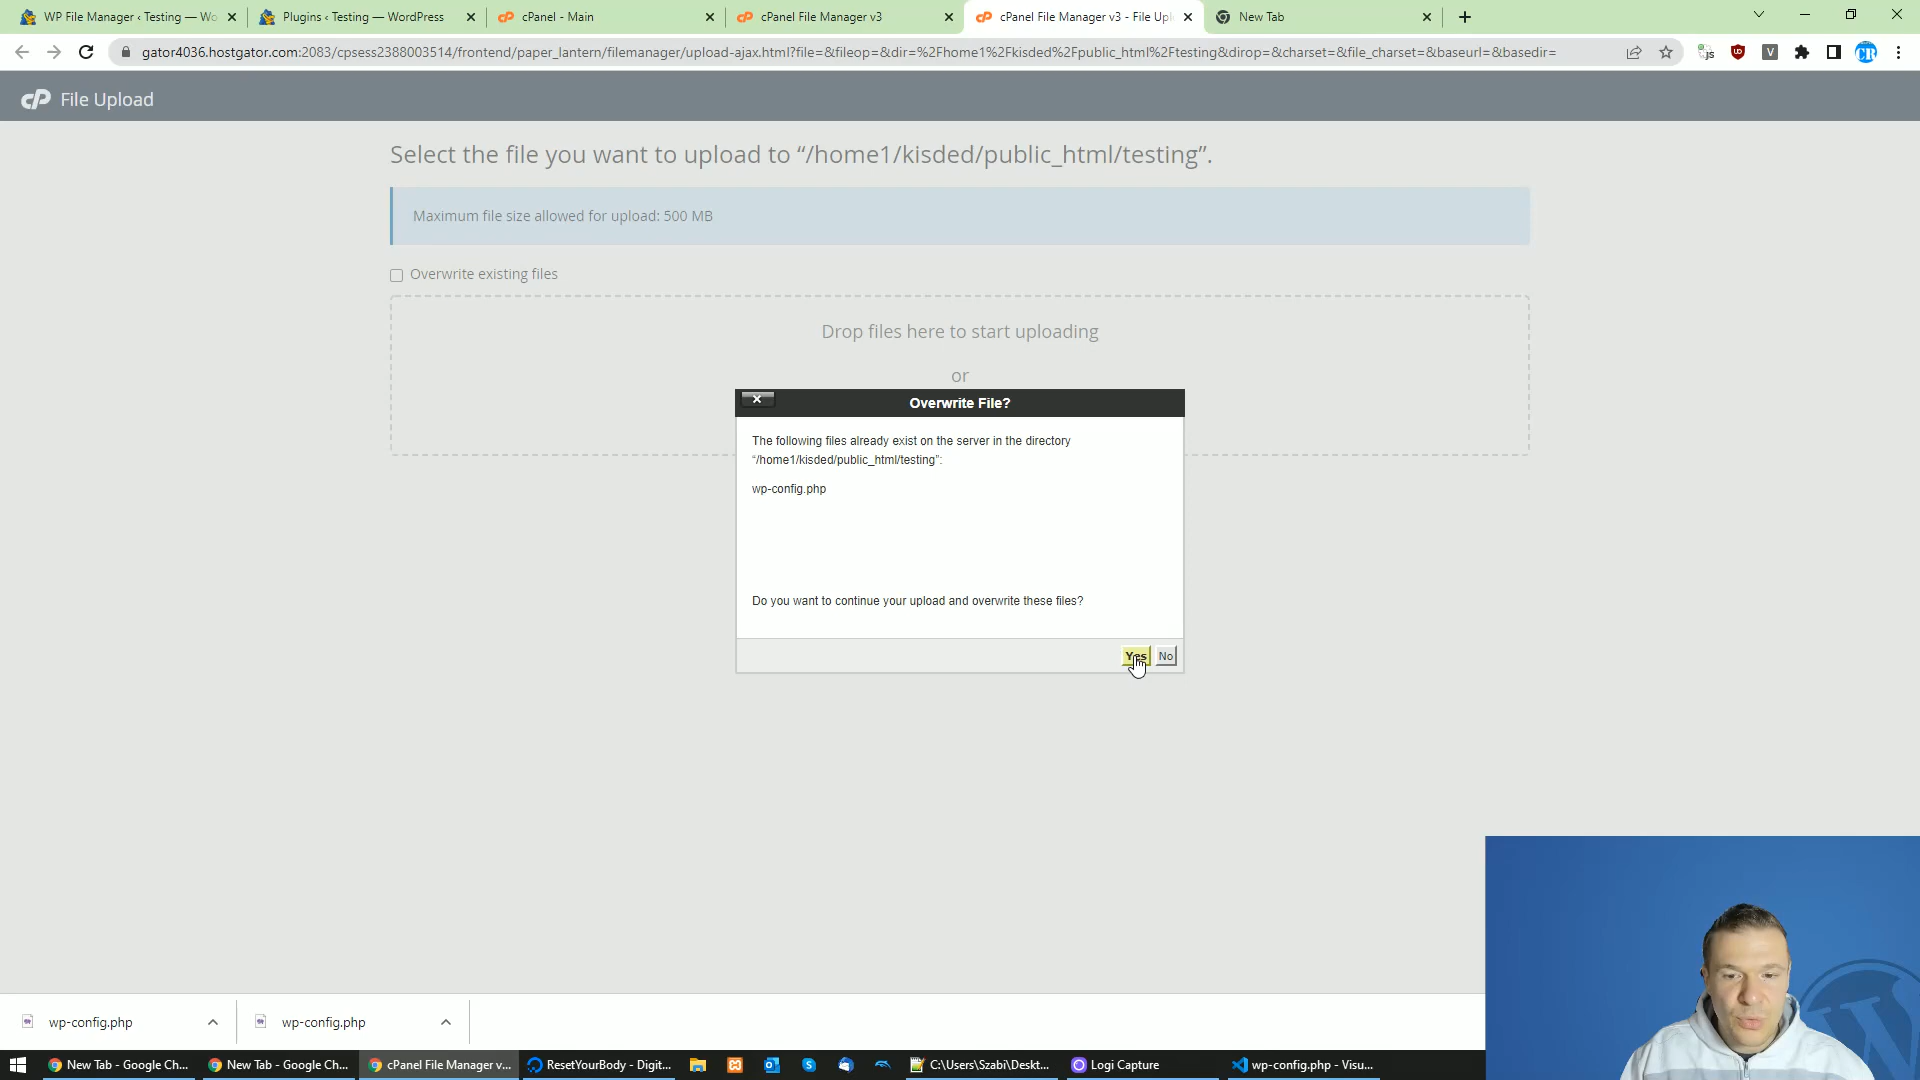 WP File Manager ‹ Testing — Wo
Plugins ‹ Testing — WordPress
cPanel - Main
cPanel File Manager v3
cPanel File Manager v3 - File Upl
New Tab
gator4036.hostgator.com:2083/cpsess2388003514/frontend/paper_lantern/filemanager/upload-ajax.html?file=&fileop=&dir=%2Fhome1%2Fkisded%2Fpublic_html%2Ftesting&dirop=&charset=&file_charset=&baseurl=&basedir=
cP File Upload
Select the file you want to upload to “/home1/kisded/public_html/testing”.
Maximum file size allowed for upload: 500 MB
Overwrite existing files
Drop files here to start uploading
or
Overwrite File?
The following files already exist on the server in the directory
“/home1/kisded/public_html/testing”:
wp-config.php
Do you want to continue your upload and overwrite these files?
Yes
No
wp-config.php
wp-config.php
New Tab - Google Ch...
New Tab - Google Ch...
cPanel File Manager v...
ResetYourBody - Digit...
C:\Users\Szabi\Deskt...
Logi Capture
wp-config.php - Visu...